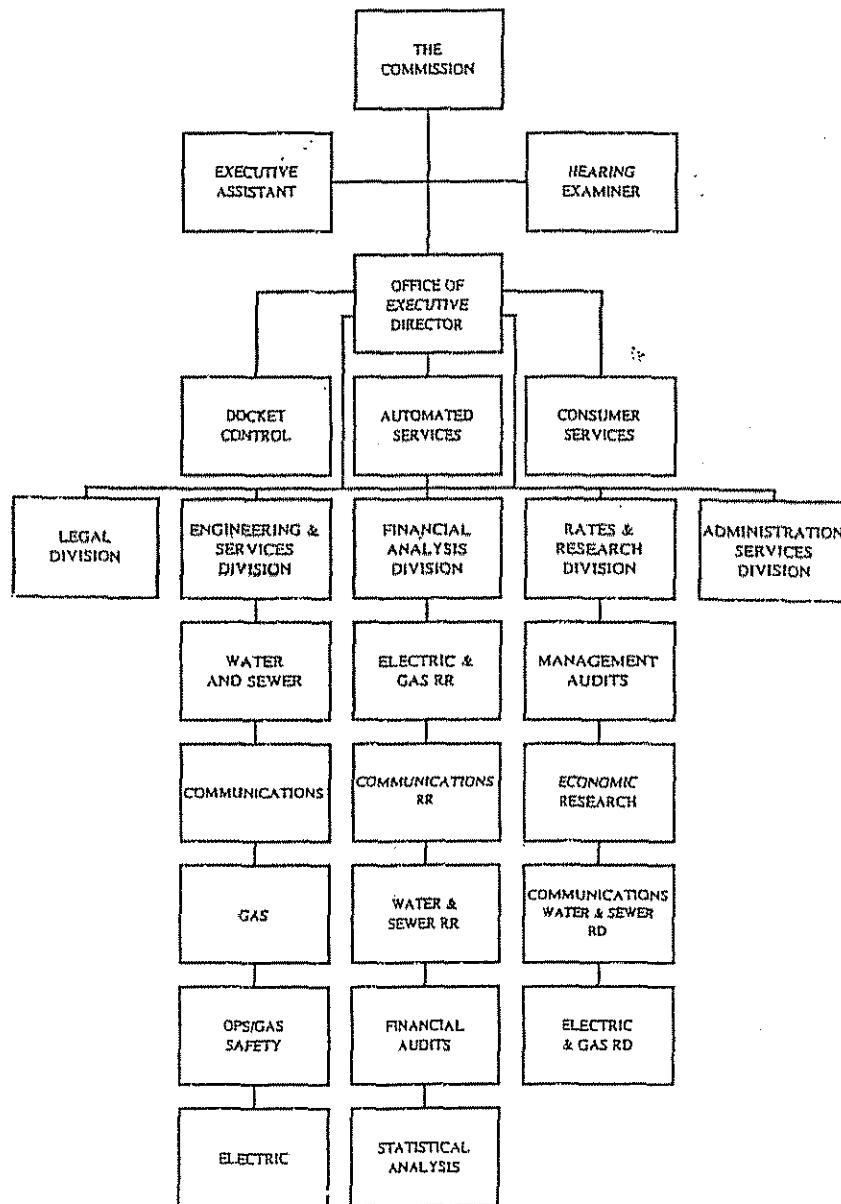 THE
COMMISSION
EXECUTIVE
ASSISTANT
HEARING
EXAMINER
OFFICE OF
EXECUTIVE
DIRECTOR
DOCKET
CONTROL
AUTOMATED
SERVICES
CONSUMER
SERVICES
LEGAL
DIVISION
ENGINEERING &
SERVICES
DIVISION
FINANCIAL
ANALYSIS
DIVISION
RATES &
RESEARCH
DIVISION
ADMINISTRATION
SERVICES
DIVISION
WATER
AND SEWER
ELECTRIC &
GAS RR
MANAGEMENT
AUDITS
COMMUNICATIONS
COMMUNICATIONS
RR
ECONOMIC
RESEARCH
GAS
WATER &
SEWER RR
COMMUNICATIONS
WATER & SEWER
RD
OPS/GAS
SAFETY
FINANCIAL
AUDITS
ELECTRIC
& GAS RD
ELECTRIC
STATISTICAL
ANALYSIS